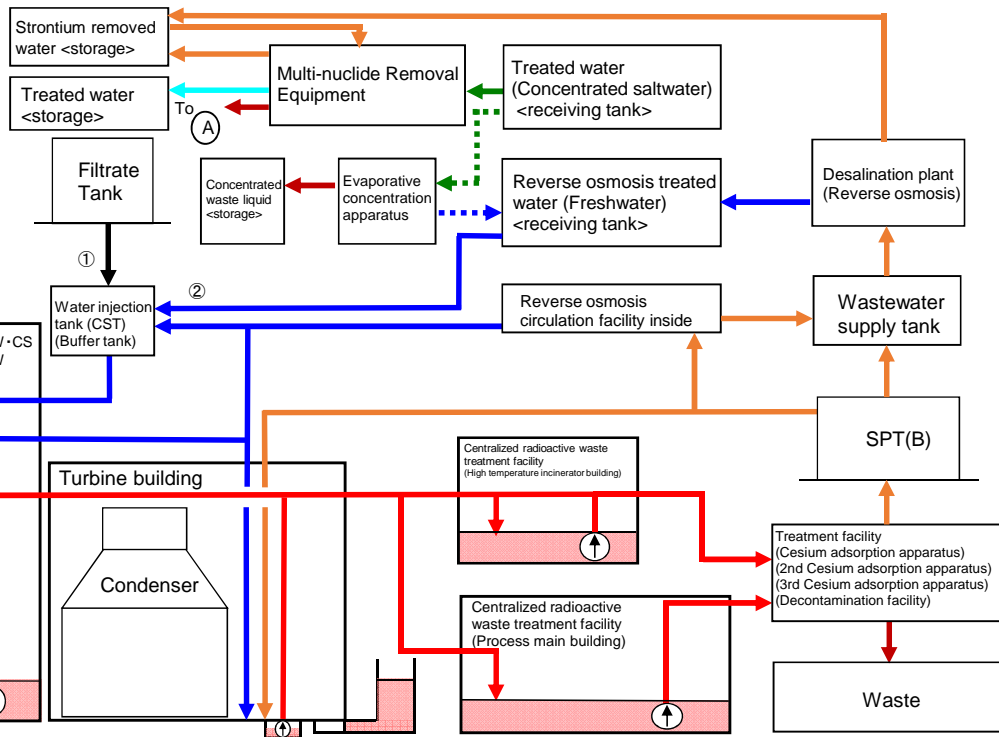 Strontium removed
water <storage>
Treated water
<storage>
To
A
Multi-nuclide Removal
Equipment
Treated water
(Concentrated saltwater)
<receiving tank>
Filtrate
Tank
Concentrated
waste liquid
<storage>
Evaporative
concentration
apparatus
Reverse osmosis treated
water (Freshwater)
<receiving tank>
Desalination plant
(Reverse osmosis)
①
②
Water injection
tank (CST)
(Buffer tank)
Reverse osmosis
circulation facility inside
Wastewater
supply tank
・CS
SPT(B)
Turbine building
Condenser
Centralized radioactive waste
treatment facility
(High temperature incinerator building)
Centralized radioactive
waste treatment facility
(Process main building)
Treatment facility
(Cesium adsorption apparatus)
(2nd Cesium adsorption apparatus)
(3rd Cesium adsorption apparatus)
(Decontamination facility)
Waste